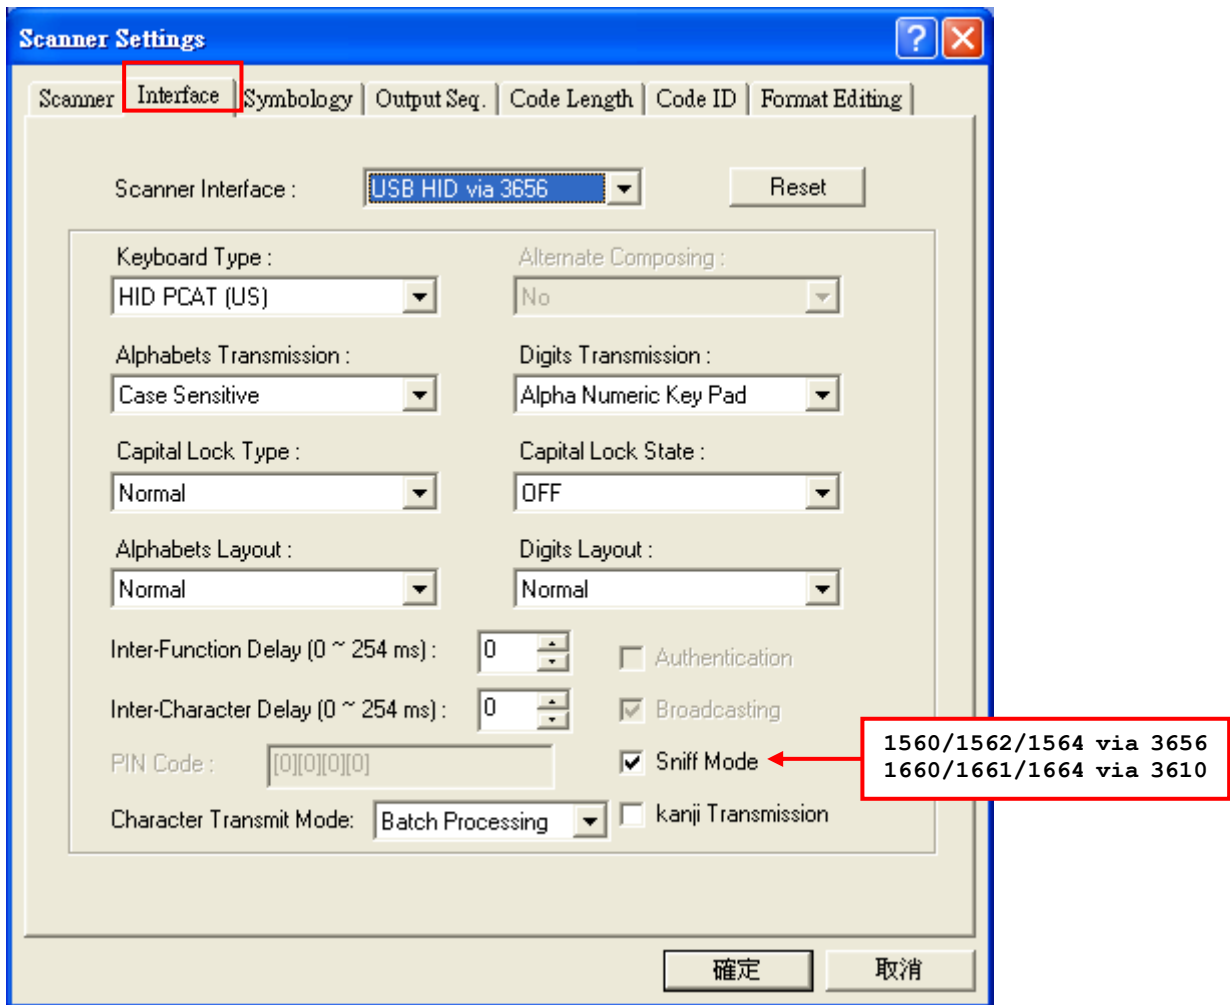 Scanner Settings
Scanner Interface Symbology Output Seq. Code Length Code ID Format Editing
Scanner Interface : USB HID via 3656 Reset
Keyboard Type : Alternate Composing :
HID PCAT (US) No
Alphabets Transmission : Digits Transmission :
Case Sensitive Alpha Numeric Key Pad
Capital Lock Type : Capital Lock State :
Normal OFF
Alphabets Layout : Digits Layout :
Normal Normal
Inter-Function Delay (0 ~ 254 ms) : 0 Authentication
Inter-Character Delay (0 ~ 254 ms) : 0 Broadcasting
PIN Code : [0][0][0][0] Sniff Mode
1560/1562/1564 via 3656
1660/1661/1664 via 3610
Character Transmit Mode: Batch Processing kanji Transmission
確定 取消